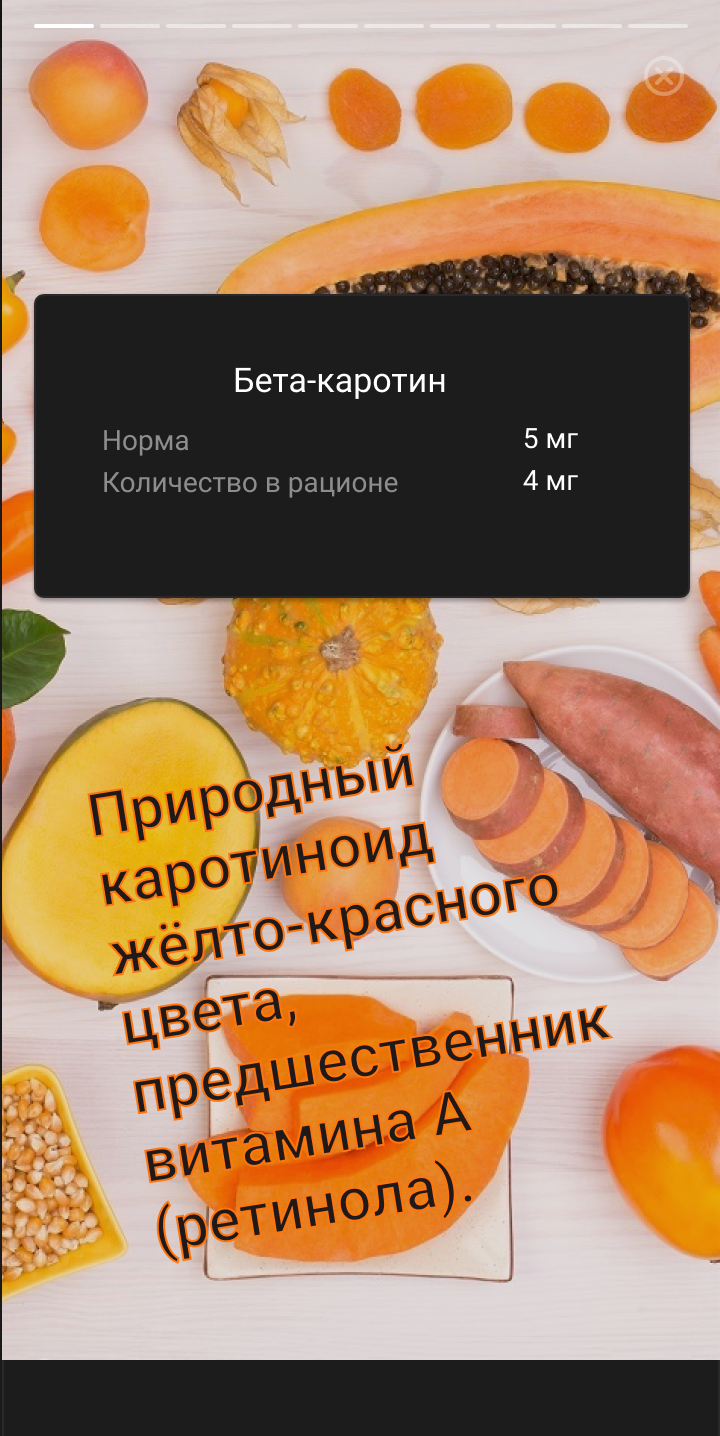 Бета-каротин
Норма 5 мг
Количество в рационе 4 мг
Природный
каротиноид
жёлто-красного
цвета,
предшественник
витамина А
(ретинола).